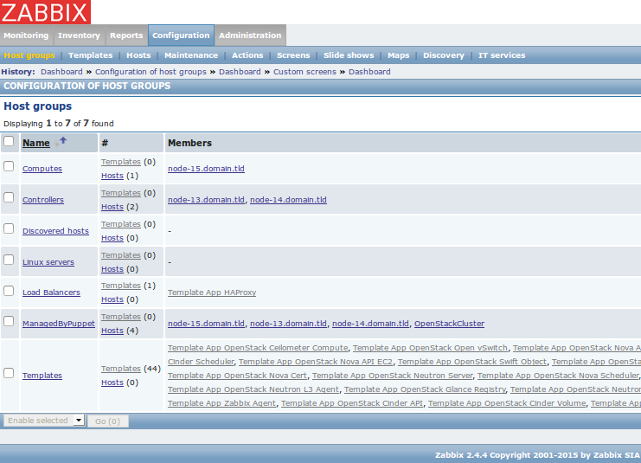 ZABBIX
Monitoring Inventory Reports Configuration Administration
Host groups | Templates | Hosts | Maintenance | Actions | Screens | Slide shows | Maps | Discovery | IT services
History: Dashboard » Configuration of host groups » Dashboard » Custom screens » Dashboard
CONFIGURATION OF HOST GROUPS
Host groups
Displaying 1 to 7 of 7 found
Name # Members
Computes Templates (0) node-15.domain.tld
Hosts (1)
Controllers Templates (0) node-13.domain.tld, node-14.domain.tld
Hosts (2)
Discovered hosts Templates (0) -
Hosts (0)
Linux servers Templates (0) -
Hosts (0)
Load Balancers Templates (1) Template App HAProxy
Hosts (0)
ManagedByPuppet Templates (0) node-15.domain.tld, node-13.domain.tld, node-14.domain.tld, OpenStackCluster
Hosts (4)
Templates Templates (44)
Hosts (0)
Template App OpenStack Ceilometer Compute, Template App OpenStack Open vSwitch, Template App OpenStack Nova A
Cinder Scheduler, Template App OpenStack Nova API EC2, Template App OpenStack Swift Object, Template App OpenSta
Template App OpenStack Nova Cert, Template App OpenStack Neutron Server, Template App OpenStack Nova Scheduler,
Template App OpenStack Neutron L3 Agent, Template App OpenStack Glance Registry, Template App OpenStack Neutron
Template App Zabbix Agent, Template App OpenStack Cinder API, Template App OpenStack Cinder Volume, Template App
Enable selected Go (0)
Zabbix 2.4.4 Copyright 2001-2015 by Zabbix SIA